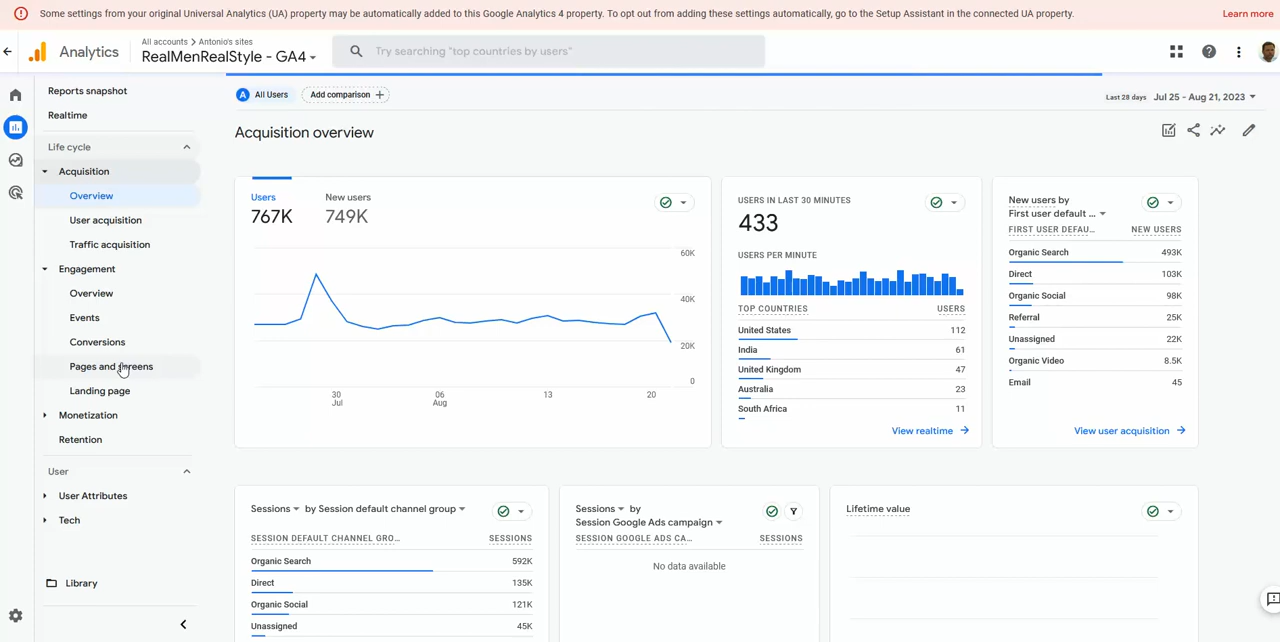 Some settings from your original Universal Analytics (UA) property may be automatically added to this Google Analytics 4 property. To opt out from adding these settings automatically, go to the Setup Assistant in the connected UA property.
Learn more
Analytics
All accounts > Antonio's sites
RealMenRealStyle - GA4
Try searching "top countries by users"
Reports snapshot
Realtime
Life cycle
Acquisition
Overview
User acquisition
Traffic acquisition
Engagement
Overview
Events
Conversions
Pages and screens
Landing page
Monetization
Retention
User
User Attributes
Tech
Library
A All Users
Add comparison +
Last 28 days Jul 25 - Aug 21, 2023
Acquisition overview
Users
767K
New users
749K
60K
40K
20K
0
30
Jul
06
Aug
13
20
USERS IN LAST 30 MINUTES
433
USERS PER MINUTE
TOP COUNTRIES USERS
United States 112
India 61
United Kingdom 47
Australia 23
South Africa 11
View realtime
New users by
First user default ...
FIRST USER DEFAU... NEW USERS
Organic Search 493K
Direct 103K
Organic Social 98K
Referral 25K
Unassigned 22K
Organic Video 8.5K
Email 45
View user acquisition
Sessions by Session default channel group
SESSION DEFAULT CHANNEL GRO... SESSIONS
Organic Search 592K
Direct 135K
Organic Social 121K
Unassigned 45K
Sessions by
Session Google Ads campaign
SESSION GOOGLE ADS CA... SESSIONS
No data available
Lifetime value